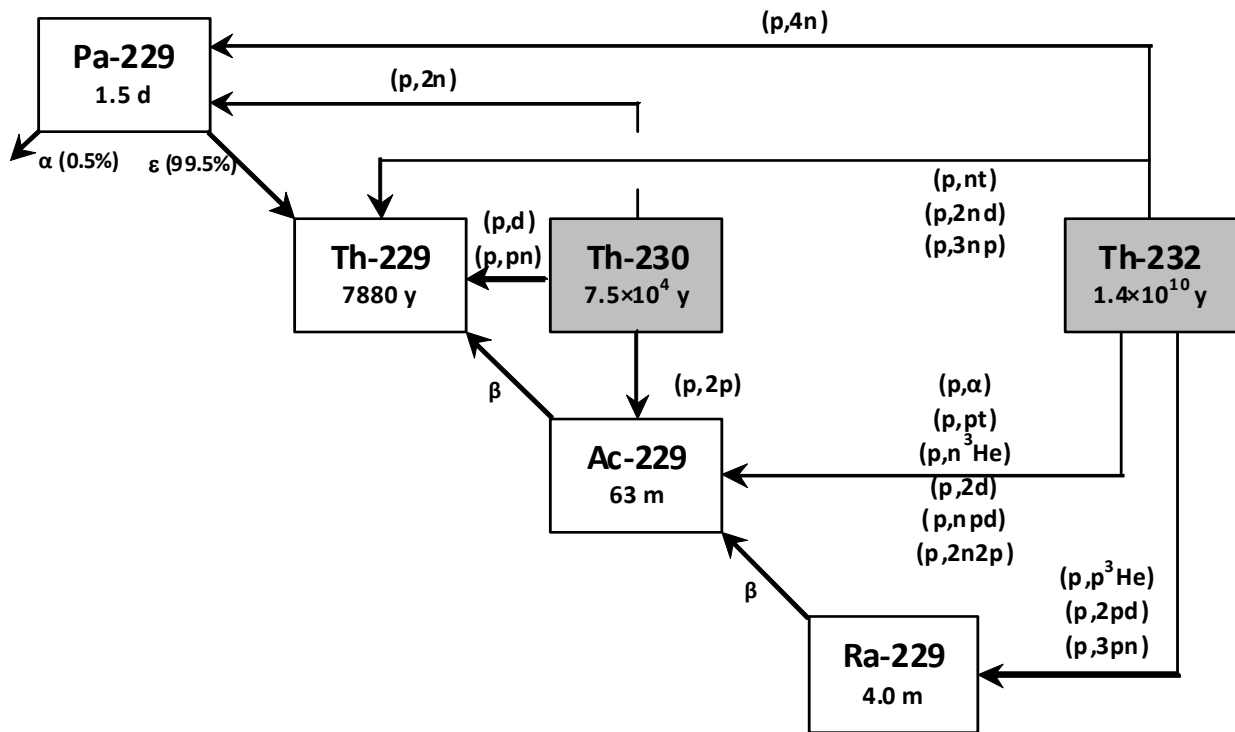 (p,4n)
Pa-229
1.5 d
(p,2n)
α (0.5%)
ε (99.5%)
(p,nt)
(p,2nd)
(p,3np)
(p,d)
(p,pn)
Th-229
7880 y
Th-230
7.5×10⁴ y
Th-232
1.4×10¹⁰ y
β
(p,2p)
(p,α)
(p,pt)
(p,n³He)
(p,2d)
(p,npd)
(p,2n2p)
Ac-229
63 m
β
(p,p³He)
(p,2pd)
(p,3pn)
Ra-229
4.0 m